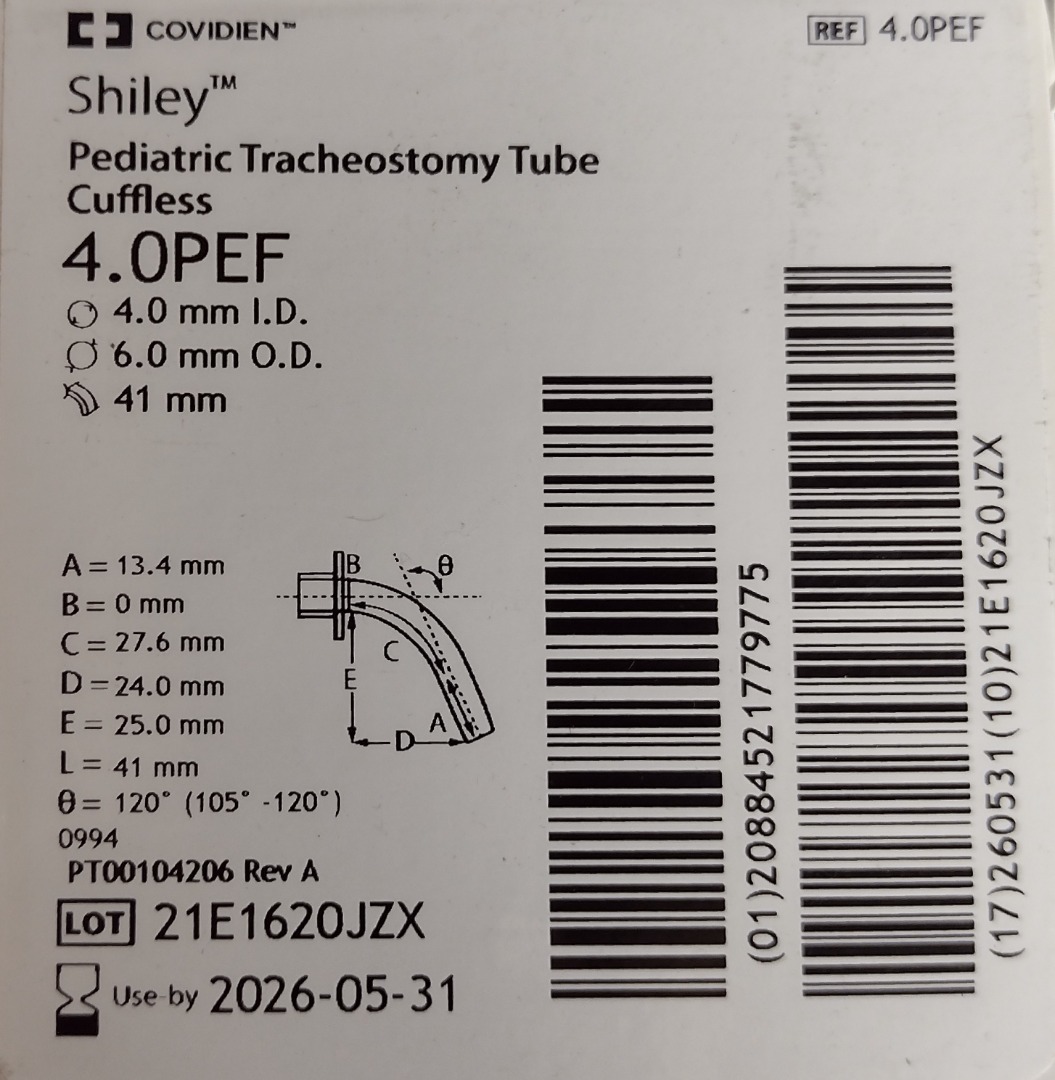 COVIDIEN™
REF 4.0PEF
Shiley™
Pediatric Tracheostomy Tube
Cuffless
4.0PEF
4.0 mm I.D.
6.0 mm O.D.
41 mm
A = 13.4 mm
B = 0 mm
C = 27.6 mm
D = 24.0 mm
E = 25.0 mm
L = 41 mm
θ = 120° (105° -120°)
0994
PT00104206 Rev A
LOT 21E1620JZX
Use-by 2026-05-31
B
θ
C
E
A
D
(01)20884521779775
(17)260531(10)21E1620JZX